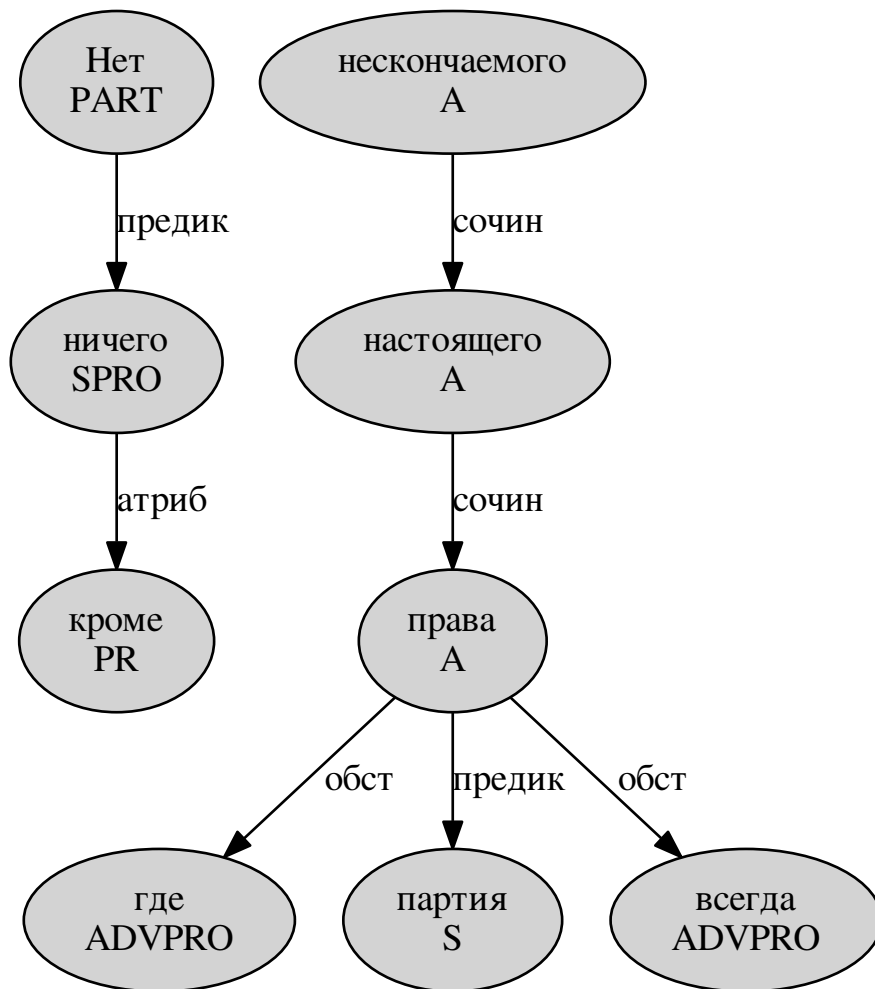 Нет
PART
нескончаемого
A
предик
сочин
ничего
SPRO
настоящего
A
атриб
сочин
кроме
PR
права
A
обст
предик
обст
где
ADVPRO
партия
S
всегда
ADVPRO